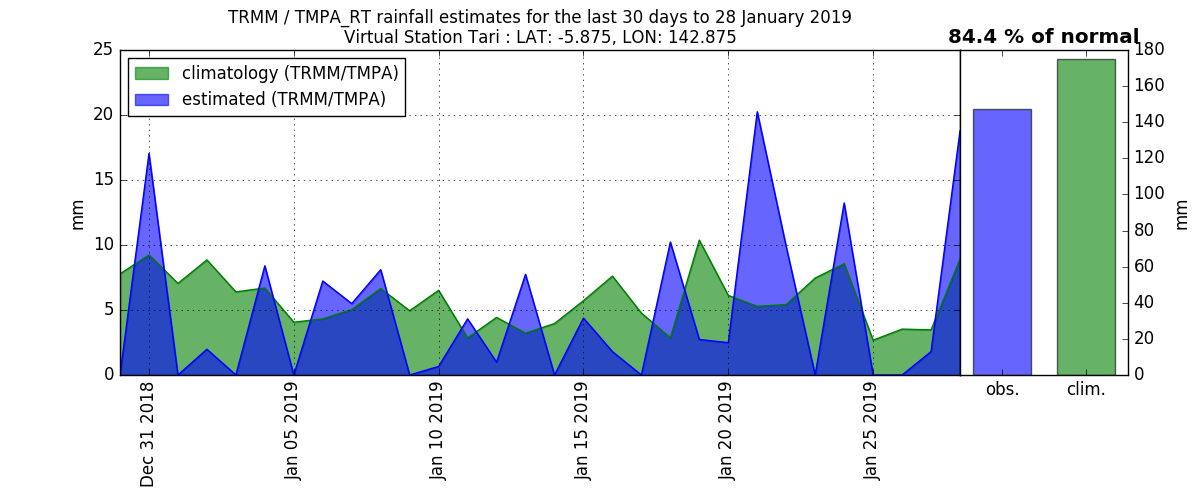 TRMM / TMPA_RT rainfall estimates for the last 30 days to 28 January 2019
Virtual Station Tari : LAT: -5.875, LON: 142.875
84.4 % of normal
climatology (TRMM/TMPA)
estimated (TRMM/TMPA)
25
20
15
10
5
0
mm
Dec 31 2018
Jan 05 2019
Jan 10 2019
Jan 15 2019
Jan 20 2019
Jan 25 2019
180
160
140
120
100
80
60
40
20
0
mm
obs.
clim.